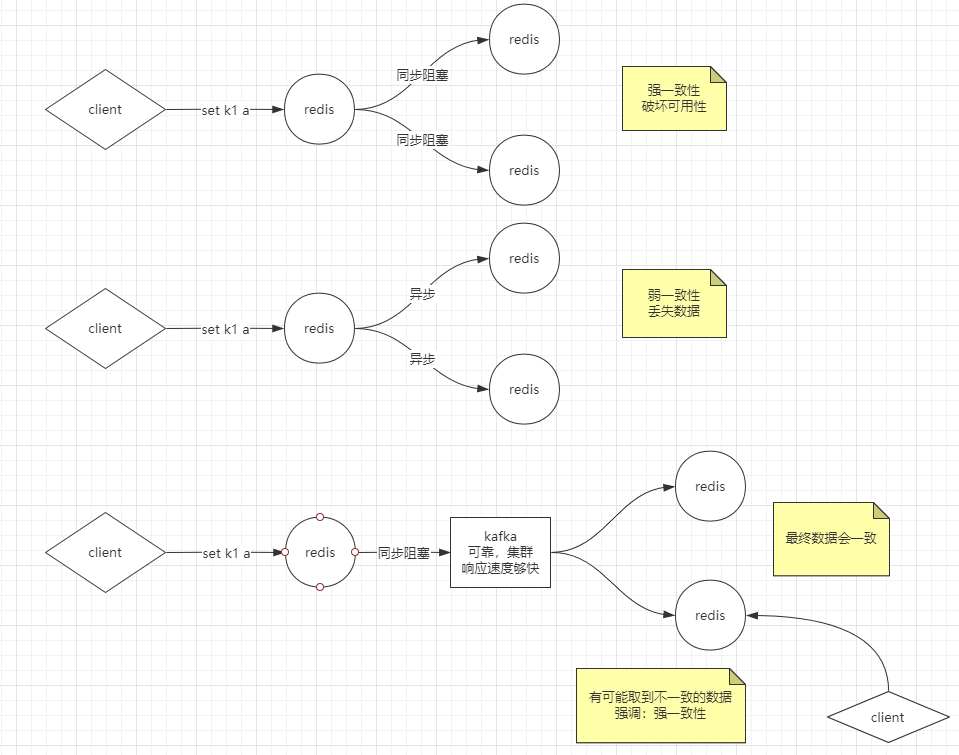 redis
同步阻塞
client
set k1 a
redis
强一致性
破坏可用性
同步阻塞
redis
redis
异步
client
set k1 a
redis
弱一致性
丢失数据
异步
redis
redis
client
set k1 a
redis
同步阻塞
kafka
可靠，集群
响应速度够快
最终数据会一致
redis
有可能取到不一致的数据
强调：强一致性
client